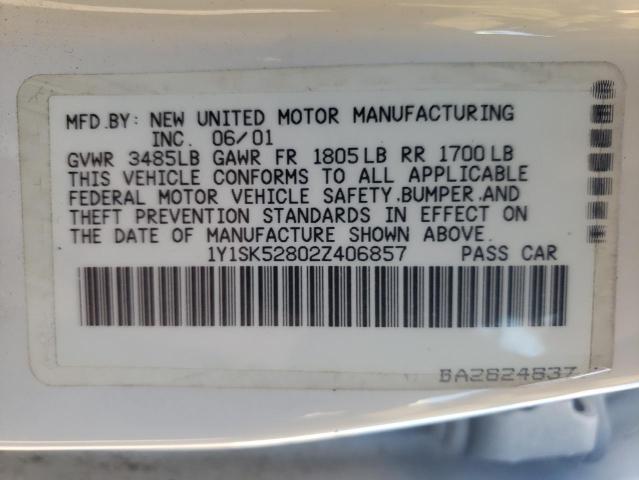 MFD.BY: NEW UNITED MOTOR MANUFACTURING
INC. 06/01
GVWR 3485LB GAWR FR 1805LB RR 1700LB
THIS VEHICLE CONFORMS TO ALL APPLICABLE
FEDERAL MOTOR VEHICLE SAFETY,BUMPER,AND
THEFT PREVENTION STANDARDS IN EFFECT ON
THE DATE OF MANUFACTURE SHOWN ABOVE.
1Y1SK52802Z406857 PASS CAR
BA2824837